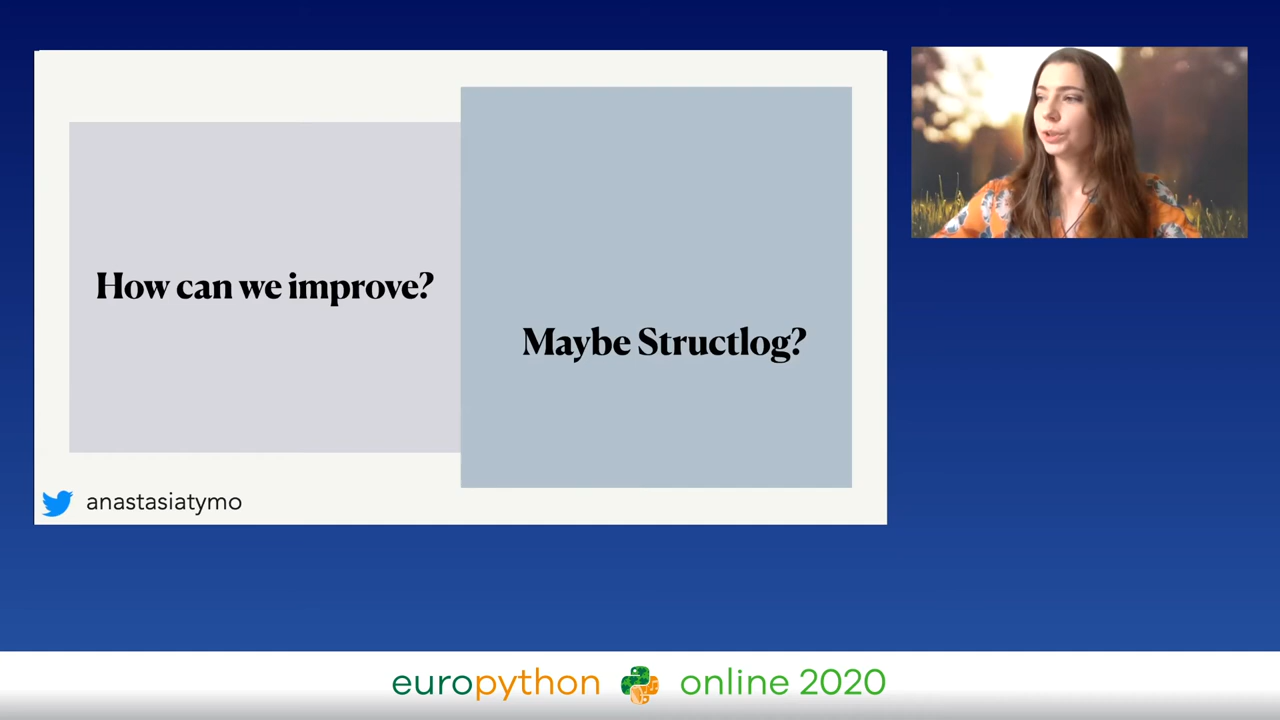 How can we improve?
Maybe Structlog?
anastasiatymo
europython online 2020